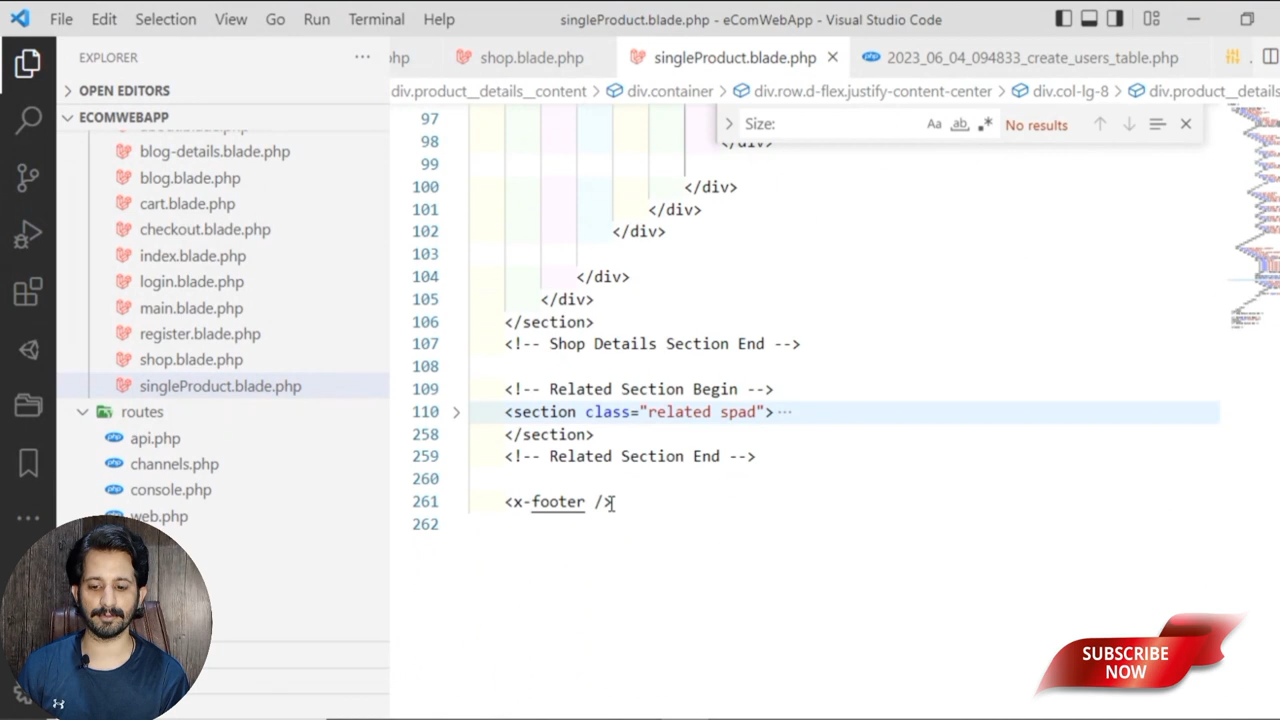 File Edit Selection View Go Run Terminal Help
singleProduct.blade.php - eComWebApp - Visual Studio Code
EXPLORER
hp
shop.blade.php
singleProduct.blade.php
2023_06_04_094833_create_users_table.php
OPEN EDITORS
div.product__details__content > div.container > div.row.d-flex.justify-content-center > div.col-lg-8 > div.product__details
ECOMWEBAPP
Size:
Aa ab
No results
blog-details.blade.php
blog.blade.php
cart.blade.php
checkout.blade.php
index.blade.php
login.blade.php
main.blade.php
register.blade.php
shop.blade.php
singleProduct.blade.php
routes
api.php
channels.php
console.php
web.php
97
98 </div>
99
100 </div>
101 </div>
102 </div>
103
104 </div>
105 </div>
106 </section>
107 <!-- Shop Details Section End -->
108
109 <!-- Related Section Begin -->
110 <section class="related spad"> ···
258 </section>
259 <!-- Related Section End -->
260
261 <x-footer />
262
SUBSCRIBE
NOW